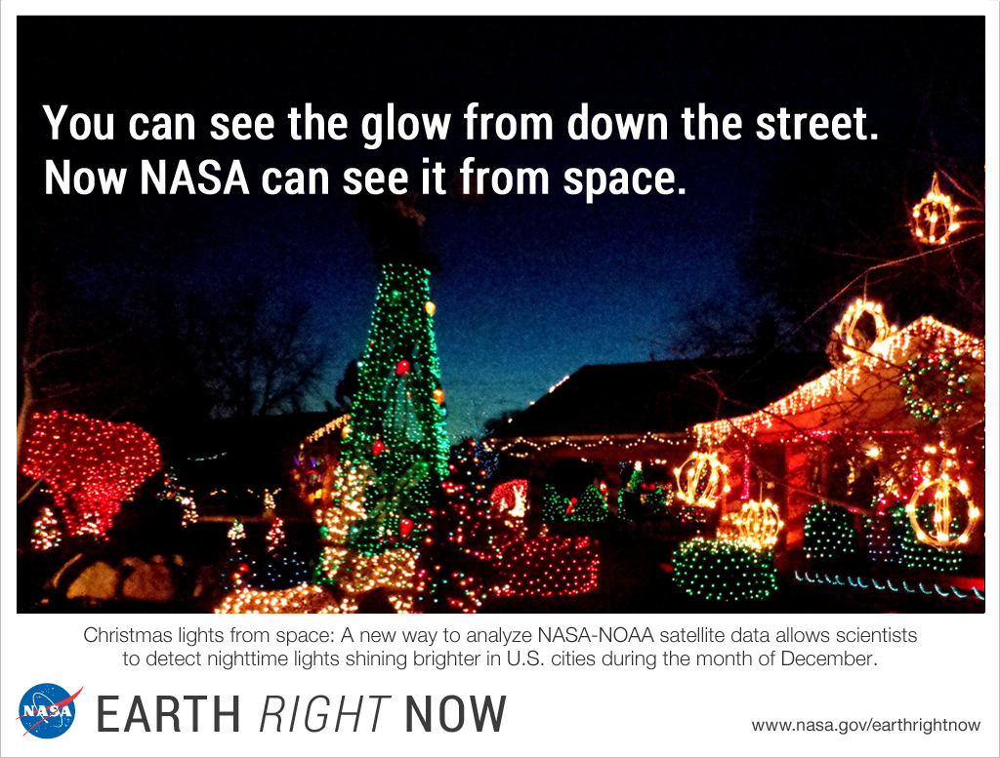 You can see the glow from down the street.
Now NASA can see it from space.
Christmas lights from space: A new way to analyze NASA-NOAA satellite data allows scientists
to detect nighttime lights shining brighter in U.S. cities during the month of December.
NASA
EARTH RIGHT NOW
www.nasa.gov/earthrightnow